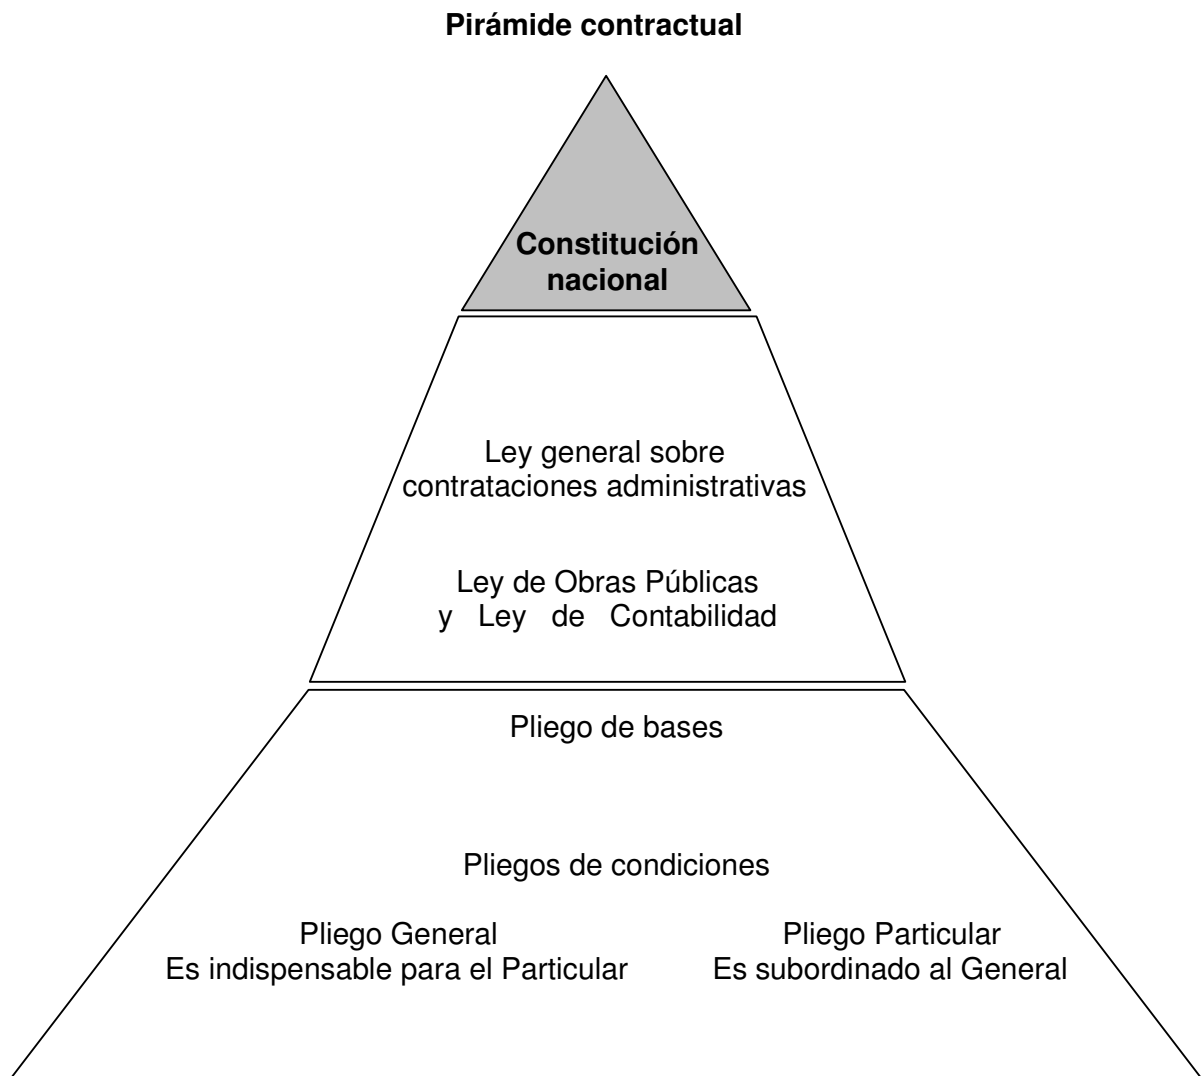 Pirámide contractual
Constitución
nacional
Ley general sobre
contrataciones administrativas
Ley de Obras Públicas
y Ley de Contabilidad
Pliego de bases
Pliegos de condiciones
Pliego General
Es indispensable para el Particular
Pliego Particular
Es subordinado al General